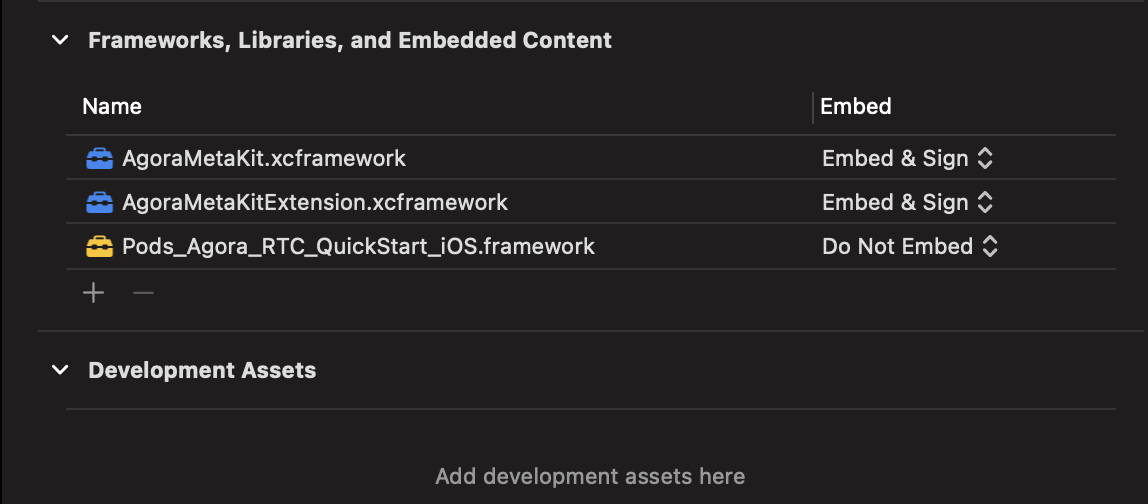 Frameworks, Libraries, and Embedded Content
Name Embed
AgoraMetaKit.xcframework Embed & Sign
AgoraMetaKitExtension.xcframework Embed & Sign
Pods_Agora_RTC_QuickStart_iOS.framework Do Not Embed
Development Assets
Add development assets here